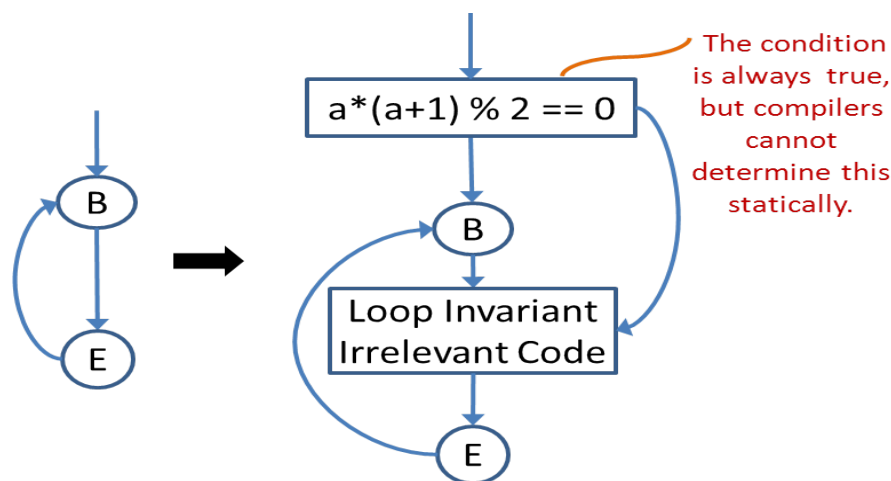 The condition
is always true,
but compilers
cannot
determine this
statically.
a*(a+1) % 2 == 0
B
E
B
Loop Invariant
Irrelevant Code
E